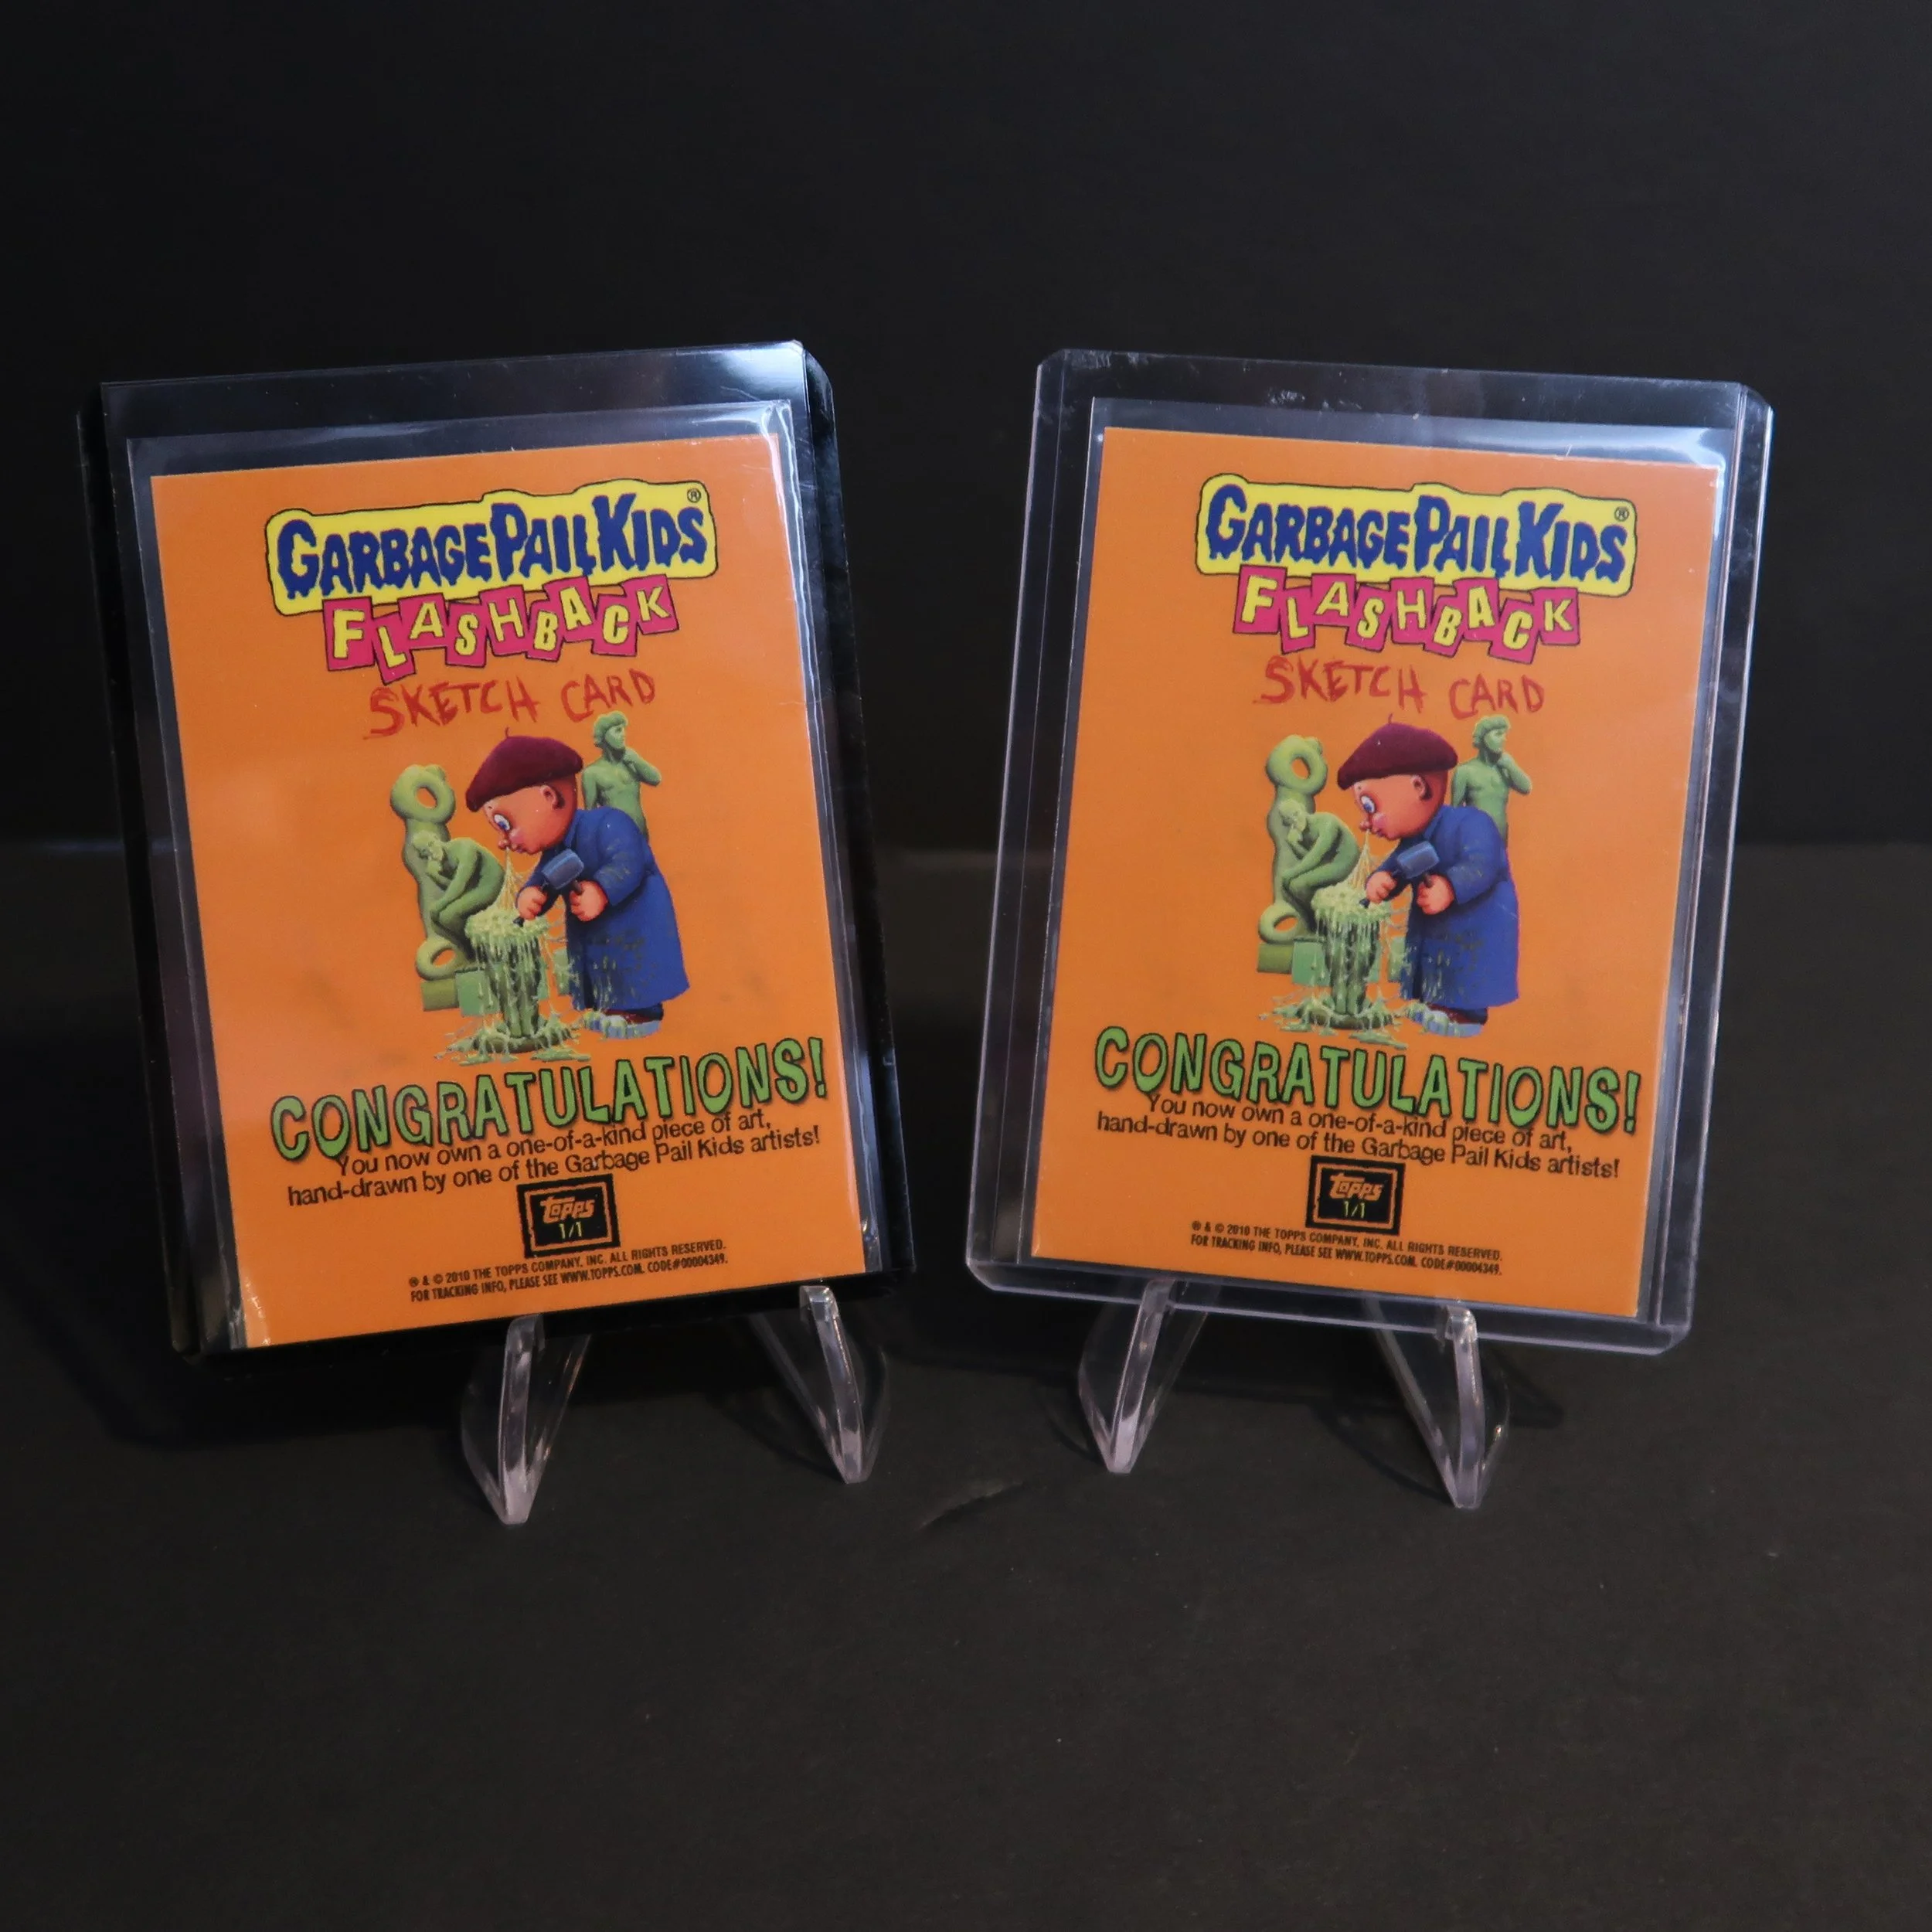 GARBAGE PAIL KIDS®
FLASHBACK
SKETCH CARD
CONGRATULATIONS!
You now own a one-of-a-kind piece of art,
hand-drawn by one of the Garbage Pail Kids artists!
Topps
1/1
® & © 2010 THE TOPPS COMPANY, INC. ALL RIGHTS RESERVED.
FOR TRACKING INFO, PLEASE SEE WWW.TOPPS.COM. CODE#00004349.
GARBAGE PAIL KIDS®
FLASHBACK
SKETCH CARD
CONGRATULATIONS!
You now own a one-of-a-kind piece of art,
hand-drawn by one of the Garbage Pail Kids artists!
Topps
1/1
® & © 2010 THE TOPPS COMPANY, INC. ALL RIGHTS RESERVED.
FOR TRACKING INFO, PLEASE SEE WWW.TOPPS.COM. CODE#00004349.